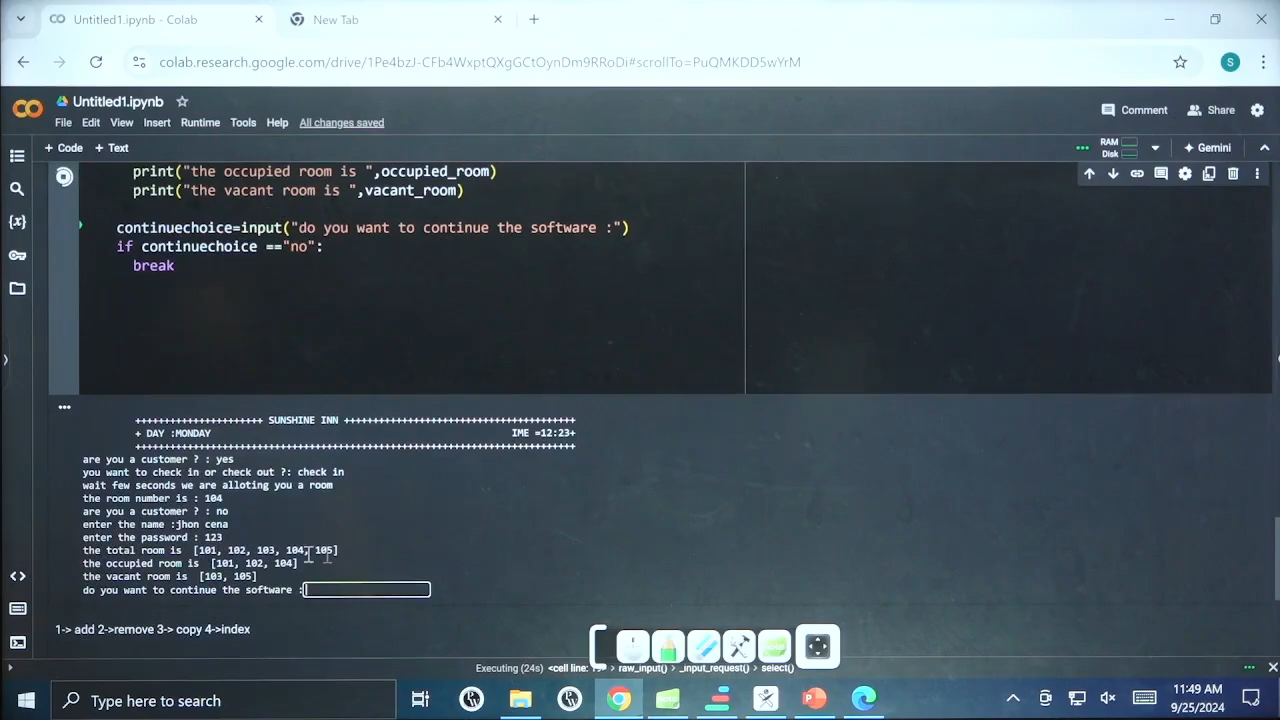 Untitled1.ipynb - Colab
New Tab
colab.research.google.com/drive/1Pe4bzJ-CFb4WxptQXgGCtOynDm9RRoDi#scrollTo=PuQMKDD5wYrM
S
Untitled1.ipynb
File Edit View Insert Runtime Tools Help All changes saved
Comment Share
+ Code + Text
RAM
Disk
Gemini
print("the occupied room is ",occupied_room)
print("the vacant room is ",vacant_room)
continuechoice=input("do you want to continue the software :")
if continuechoice =="no":
break
+++++++++++++++++++++ SUNSHINE INN ++++++++++++++++++++++++++++++++++++++
+ DAY :MONDAY IME =12:23+
are you a customer ? : yes
you want to check in or check out ?: check in
wait few seconds we are alloting you a room
the room number is : 104
are you a customer ? : no
enter the name :jhon cena
enter the password : 123
the total room is [101, 102, 103, 104, 105]
the occupied room is [101, 102, 104]
the vacant room is [103, 105]
do you want to continue the software :
1-> add 2->remove 3-> copy 4->index
Executing (24s) <cell line: raw_input() > _input_request() > select()
Type here to search
11:49 AM
9/25/2024